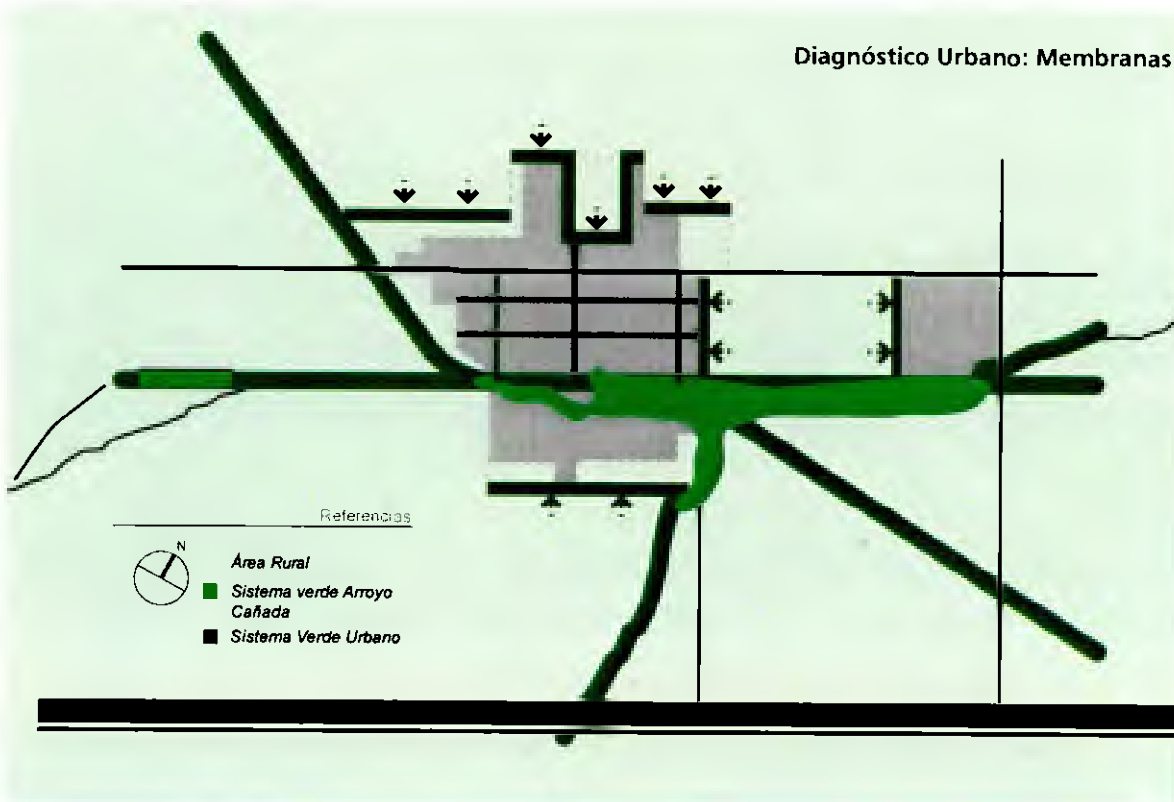 Diagnóstico Urbano: Membranas
Referencias
N
Área Rural
Sistema verde Arroyo
Cañada
Sistema Verde Urbano